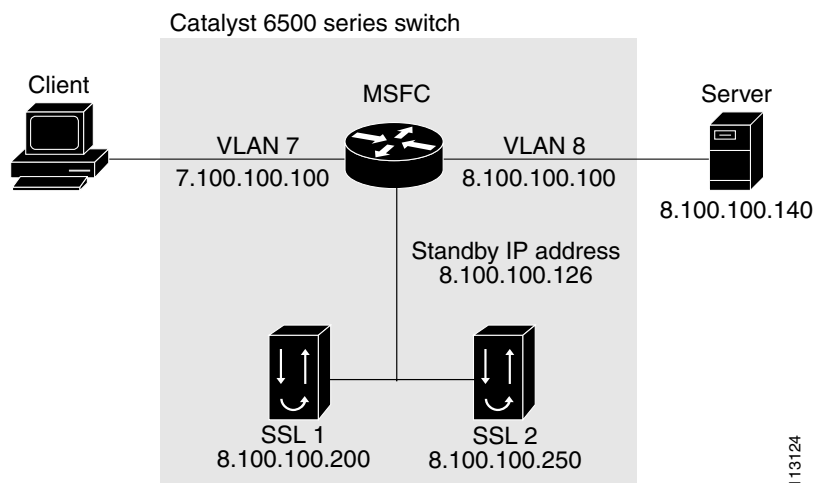 Catalyst 6500 series switch
Client
MSFC
Server
VLAN 7
VLAN 8
7.100.100.100
8.100.100.100
8.100.100.140
Standby IP address
8.100.100.126
SSL 1
SSL 2
8.100.100.200
8.100.100.250
113124